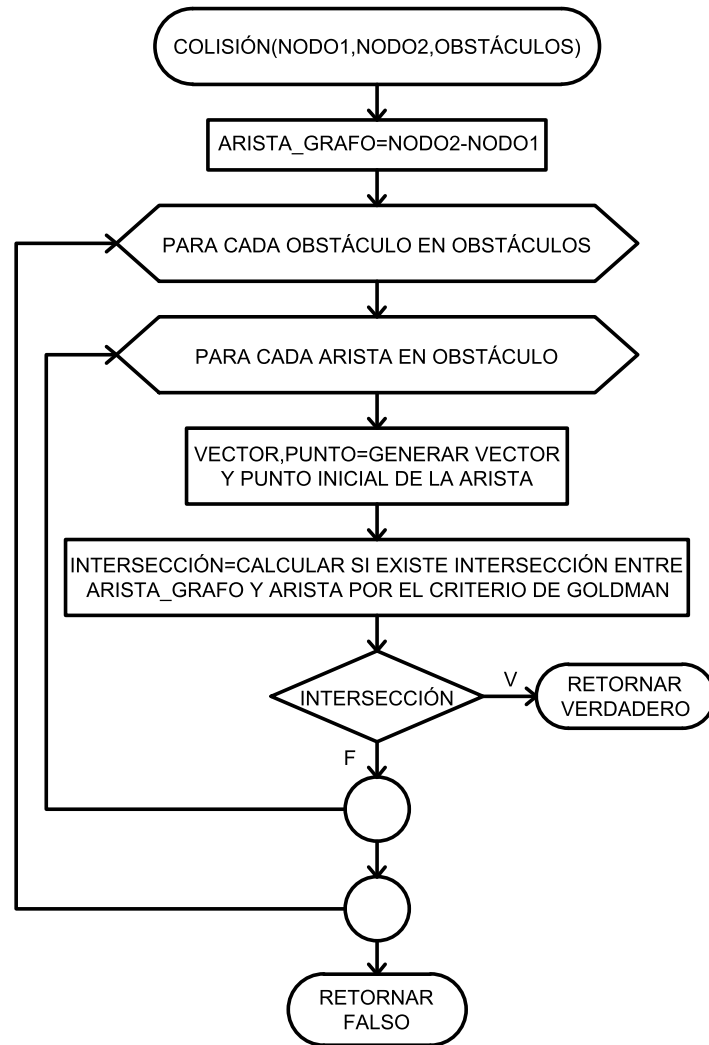 COLISIÓN(NODO1,NODO2,OBSTÁCULOS)
ARISTA_GRAFO=NODO2-NODO1
PARA CADA OBSTÁCULO EN OBSTÁCULOS
PARA CADA ARISTA EN OBSTÁCULO
VECTOR,PUNTO=GENERAR VECTOR
Y PUNTO INICIAL DE LA ARISTA
INTERSECCIÓN=CALCULAR SI EXISTE INTERSECCIÓN ENTRE
ARISTA_GRAFO Y ARISTA POR EL CRITERIO DE GOLDMAN
INTERSECCIÓN
V
RETORNAR
VERDADERO
F
RETORNAR
FALSO